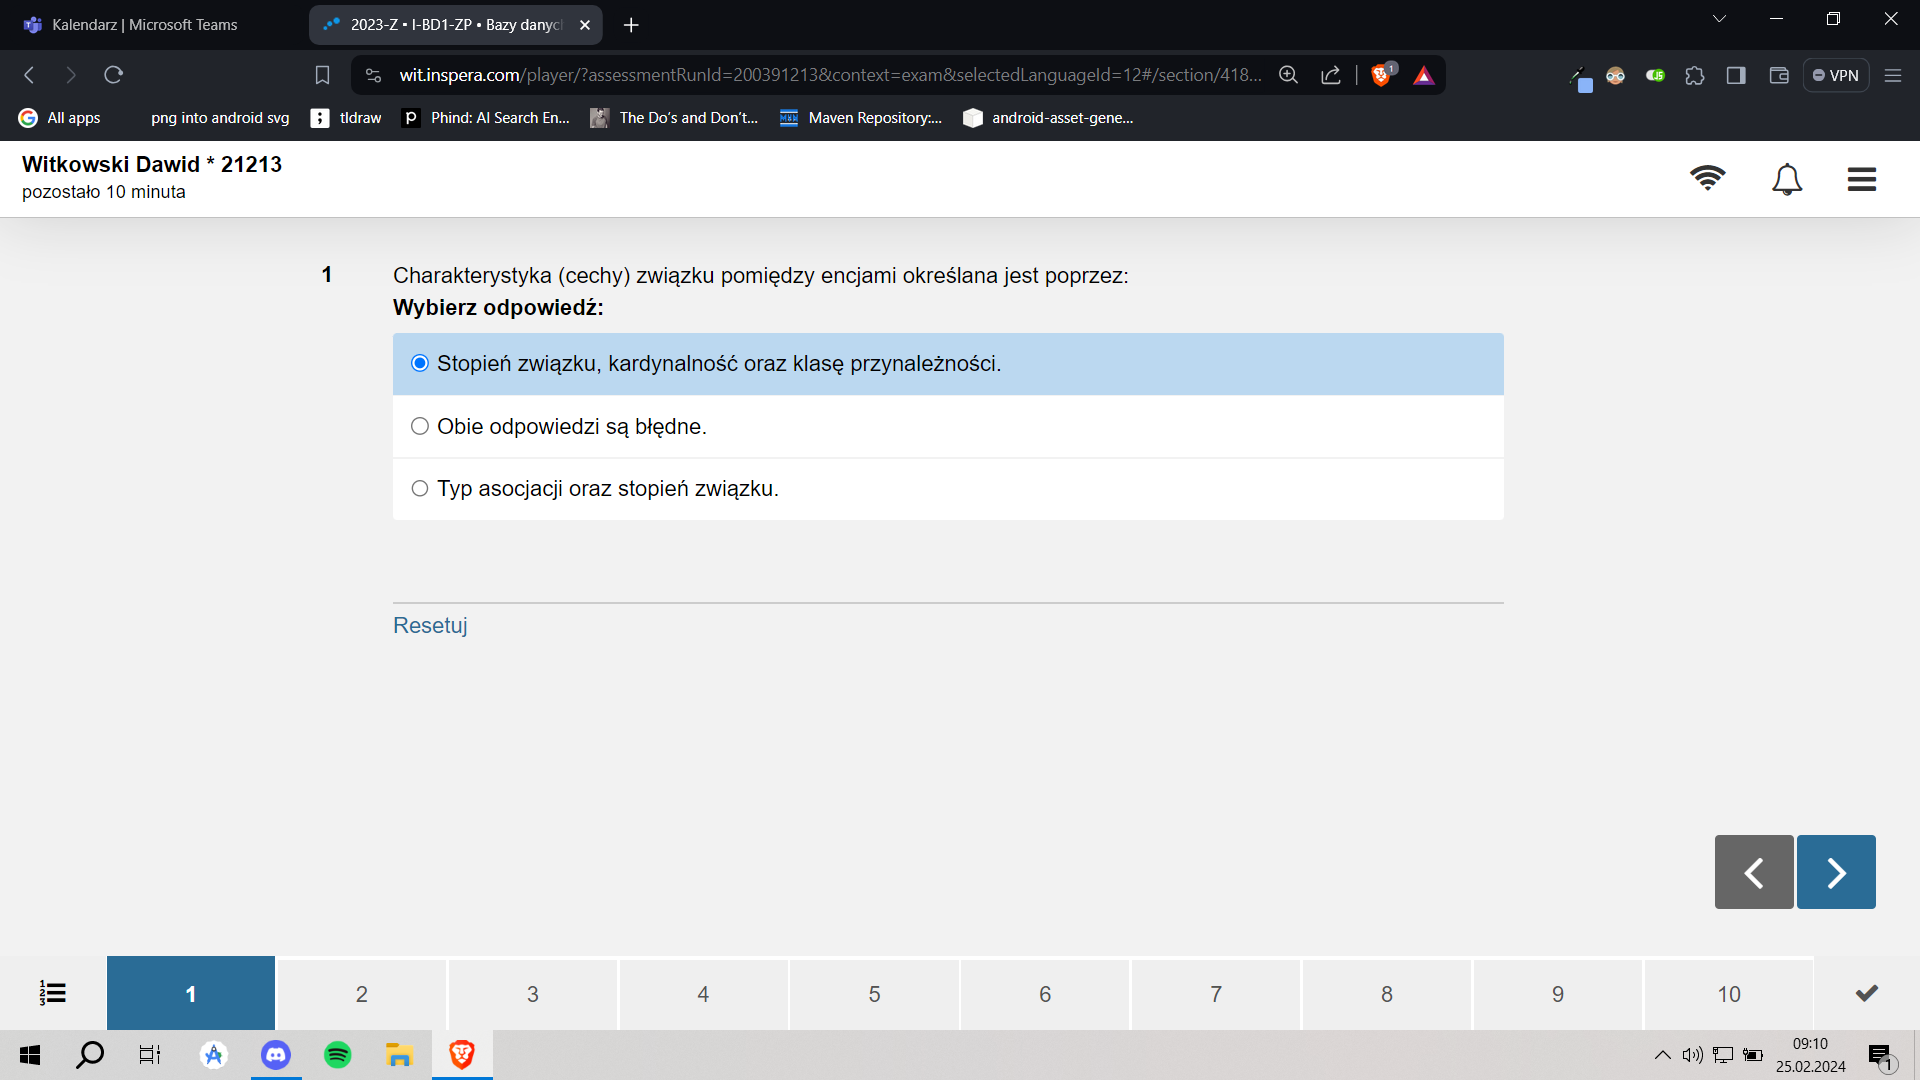 Kalendarz | Microsoft Teams
2023-Z • I-BD1-ZP • Bazy danyc
wit.inspera.com/player/?assessmentRunId=200391213&context=exam&selectedLanguageId=12#/section/418...
1
VPN
All apps
png into android svg
tldraw
Phind: AI Search En...
The Do's and Don't...
Maven Repository:...
android-asset-gene...
Witkowski Dawid * 21213
pozostało 10 minuta
1
Charakterystyka (cechy) związku pomiędzy encjami określana jest poprzez:
Wybierz odpowiedź:
Stopień związku, kardynalność oraz klasę przynależności.
Obie odpowiedzi są błędne.
Typ asocjacji oraz stopień związku.
Resetuj
1 2 3 4 5 6 7 8 9 10
09:10
25.02.2024
1